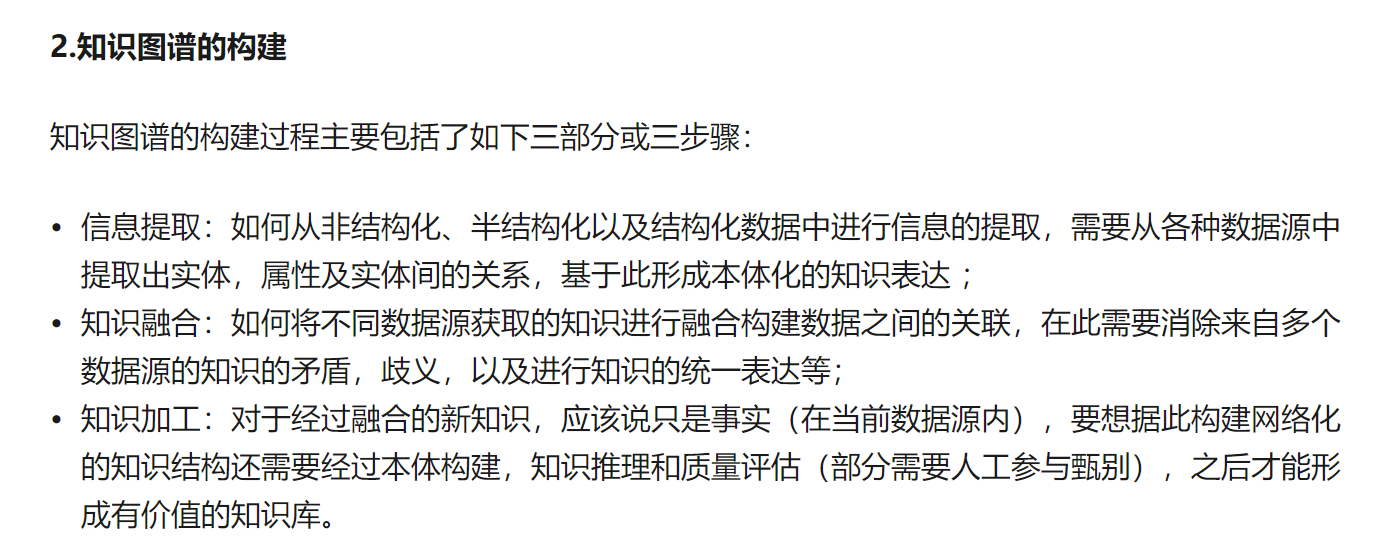 2.知识图谱的构建
知识图谱的构建过程主要包括了如下三部分或三步骤：
• 信息提取：如何从非结构化、半结构化以及结构化数据中进行信息的提取，需要从各种数据源中
提取出实体，属性及实体间的关系，基于此形成本体化的知识表达 ；
• 知识融合：如何将不同数据源获取的知识进行融合构建数据之间的关联，在此需要消除来自多个
数据源的知识的矛盾，歧义，以及进行知识的统一表达等；
• 知识加工：对于经过融合的新知识，应该说只是事实（在当前数据源内），要想据此构建网络化
的知识结构还需要经过本体构建，知识推理和质量评估（部分需要人工参与甄别），之后才能形
成有价值的知识库。